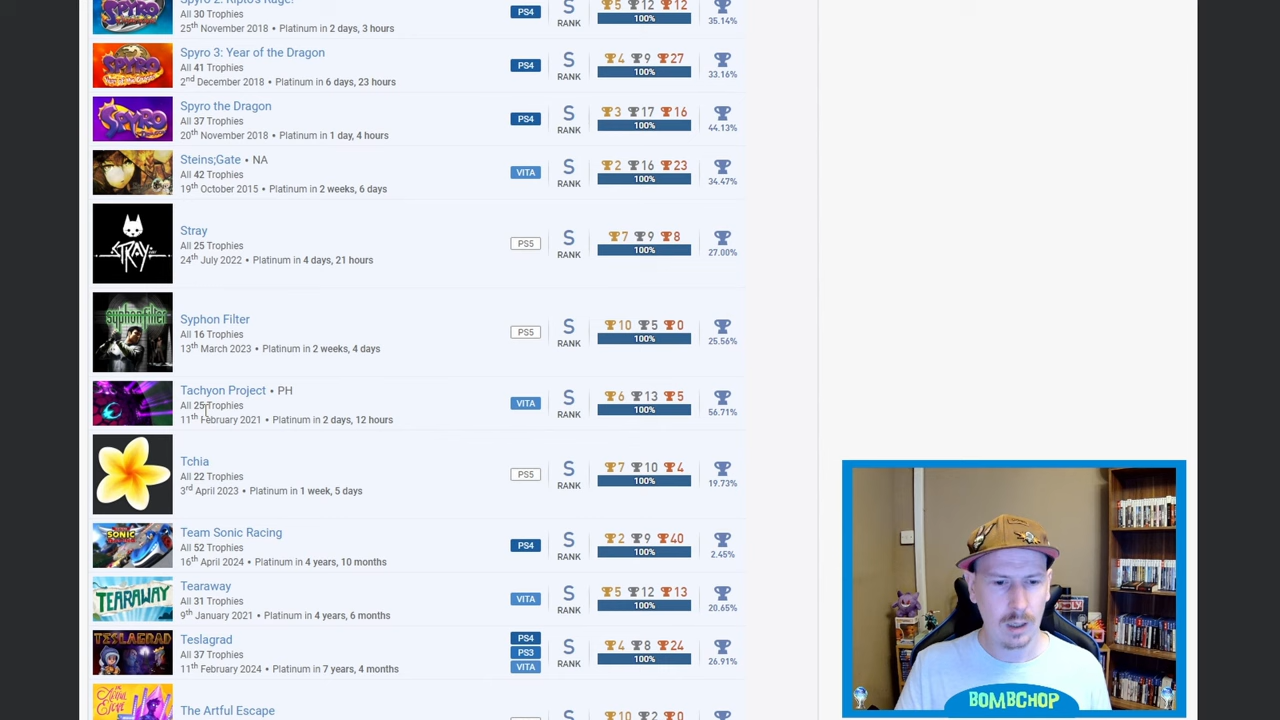 Spyro 2: Ripto's Rage!
All 30 Trophies
25th November 2018 • Platinum in 2 days, 3 hours
PS4
S
RANK
5 12 12
100%
35.14%
Spyro 3: Year of the Dragon
All 41 Trophies
2nd December 2018 • Platinum in 6 days, 23 hours
PS4
S
RANK
4 9 27
100%
33.16%
SPYRO
Spyro the Dragon
All 37 Trophies
20th November 2018 • Platinum in 1 day, 4 hours
PS4
S
RANK
3 17 16
100%
44.13%
Steins;Gate • NA
All 42 Trophies
19th October 2015 • Platinum in 2 weeks, 6 days
VITA
S
RANK
2 16 23
100%
34.47%
STRAY
Stray
All 25 Trophies
24th July 2022 • Platinum in 4 days, 21 hours
PS5
S
RANK
7 9 8
100%
27.00%
syphon filter
Syphon Filter
All 16 Trophies
13th March 2023 • Platinum in 2 weeks, 4 days
PS5
S
RANK
10 5 0
100%
25.56%
Tachyon Project • PH
All 25 Trophies
11th February 2021 • Platinum in 2 days, 12 hours
VITA
S
RANK
6 13 5
100%
56.71%
Tchia
All 22 Trophies
3rd April 2023 • Platinum in 1 week, 5 days
PS5
S
RANK
7 10 4
100%
19.73%
TEAM SONIC RACING
Team Sonic Racing
All 52 Trophies
16th April 2024 • Platinum in 4 years, 10 months
PS4
S
RANK
2 9 40
100%
2.45%
TEARAWAY
Tearaway
All 31 Trophies
9th January 2021 • Platinum in 4 years, 6 months
VITA
S
RANK
5 12 13
100%
20.65%
TESLAGRAD
Teslagrad
All 37 Trophies
11th February 2024 • Platinum in 7 years, 4 months
PS4
PS3
VITA
S
RANK
4 8 24
100%
26.91%
The Artful Escape
10 2 0
BOMBCHOP